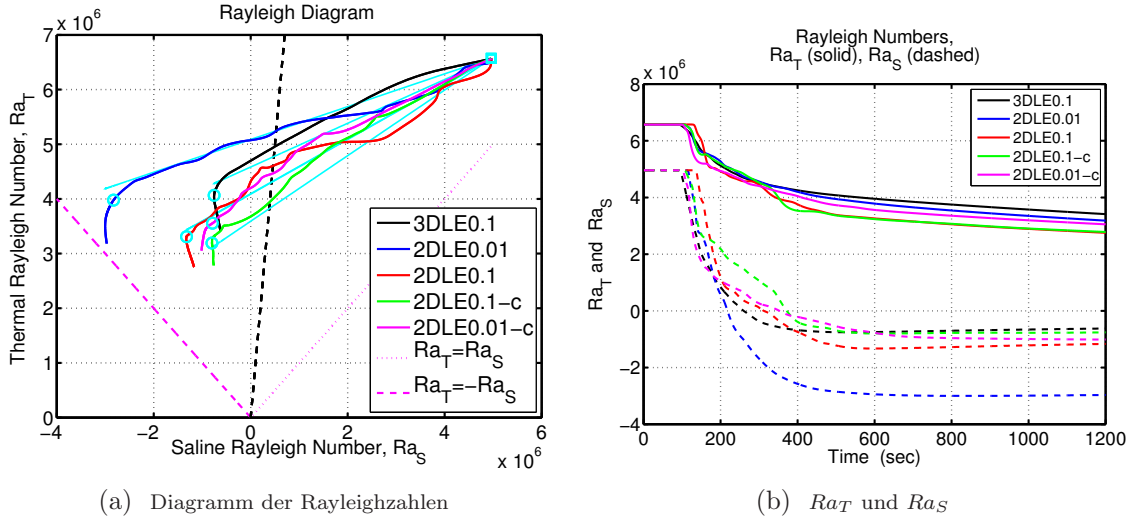 Rayleigh Diagram
x 10^6
Thermal Rayleigh Number, Ra_T
7
6
5
4
3
2
1
0
−4
−2
0
2
4
6
Saline Rayleigh Number, Ra_S
x 10^6
3DLE0.1
2DLE0.01
2DLE0.1
2DLE0.1−c
2DLE0.01−c
Ra_T=Ra_S
Ra_T=−Ra_S
(a) Diagramm der Rayleighzahlen
Rayleigh Numbers,
Ra_T (solid), Ra_S (dashed)
x 10^6
Ra_T and Ra_S
8
6
4
2
0
−2
−4
0
200
400
600
800
1000
1200
Time (sec)
3DLE0.1
2DLE0.01
2DLE0.1
2DLE0.1−c
2DLE0.01−c
(b) Ra_T und Ra_S